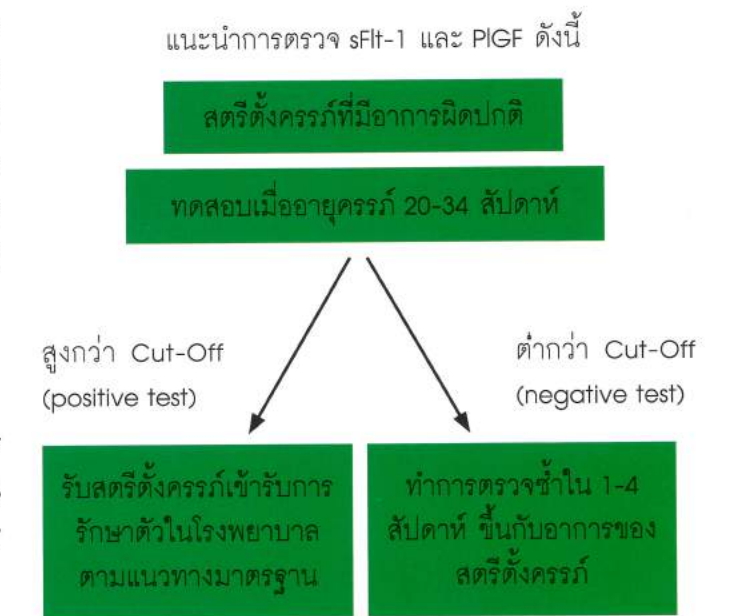 แนะนำการตรวจ sFlt-1 และ PlGF ดังนี้
สตรีตั้งครรภ์ที่มีอาการผิดปกติ
ทดสอบเมื่ออายุครรภ์ 20-34 สัปดาห์
สูงกว่า Cut-Off
(positive test)
ต่ำกว่า Cut-Off
(negative test)
รับสตรีตั้งครรภ์เข้ารับการ
รักษาตัวในโรงพยาบาล
ตามแนวทางมาตรฐาน
ทำการตรวจซ้ำใน 1-4
สัปดาห์ ขึ้นกับอาการของ
สตรีตั้งครรภ์